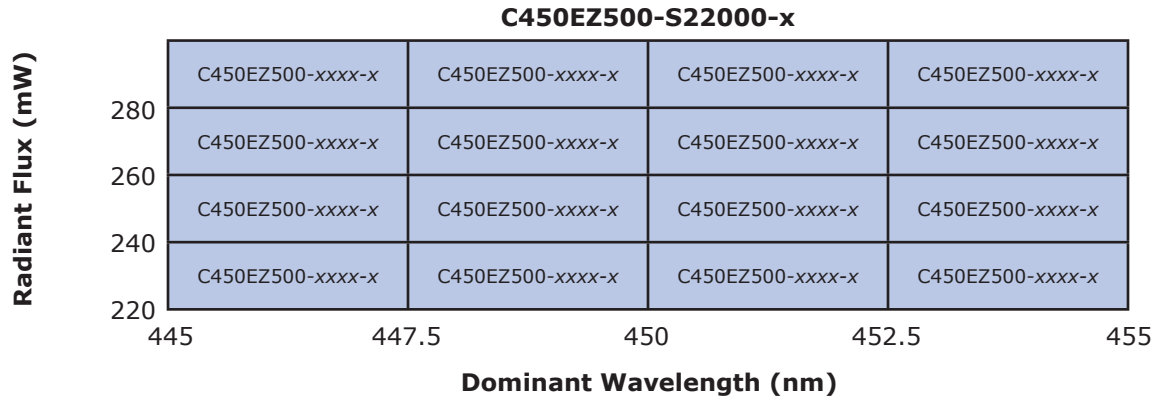 C450EZ500-S22000-x
Radiant Flux (mW)
C450EZ500-xxxx-x C450EZ500-xxxx-x C450EZ500-xxxx-x C450EZ500-xxxx-x
280
C450EZ500-xxxx-x C450EZ500-xxxx-x C450EZ500-xxxx-x C450EZ500-xxxx-x
260
C450EZ500-xxxx-x C450EZ500-xxxx-x C450EZ500-xxxx-x C450EZ500-xxxx-x
240
C450EZ500-xxxx-x C450EZ500-xxxx-x C450EZ500-xxxx-x C450EZ500-xxxx-x
220
445 447.5 450 452.5 455
Dominant Wavelength (nm)